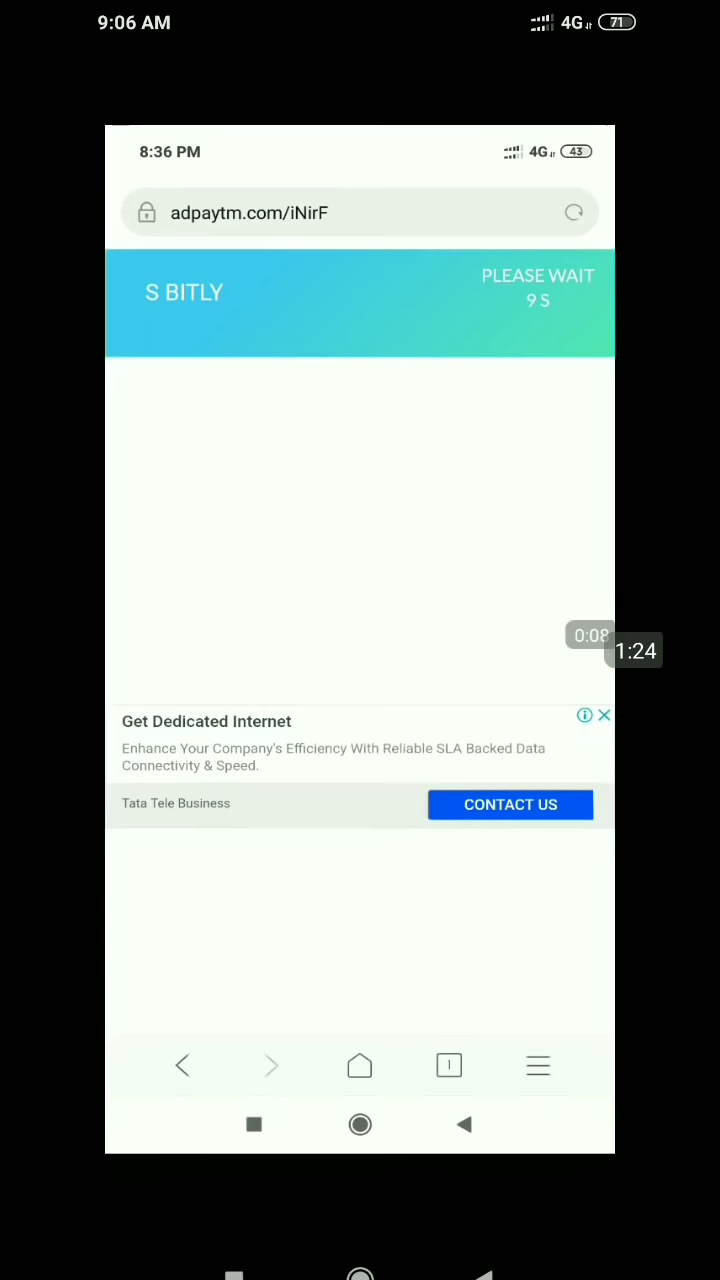 9:06 AM
4G
71
8:36 PM
4G
43
adpaytm.com/iNirF
S BITLY
PLEASE WAIT
9 S
0:08
1:24
Get Dedicated Internet
Enhance Your Company's Efficiency With Reliable SLA Backed Data
Connectivity & Speed.
Tata Tele Business
CONTACT US
1